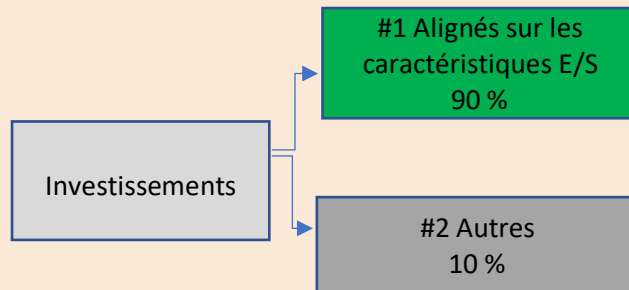 #1 Alignés sur les
caractéristiques E/S
90 %
Investissements
#2 Autres
10 %